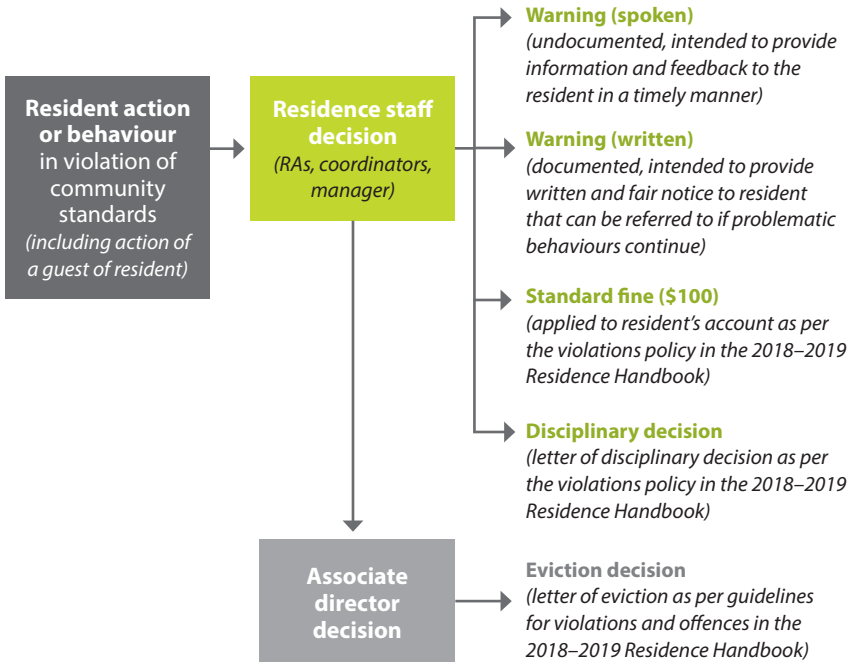 Resident action
or behaviour
in violation of
community
standards
(including action of
a guest of resident)
Residence staff
decision
(RAs, coordinators,
manager)
Warning (spoken)
(undocumented, intended to provide
information and feedback to the
resident in a timely manner)
Warning (written)
(documented, intended to provide
written and fair notice to resident
that can be referred to if problematic
behaviours continue)
Standard fine ($100)
(applied to resident’s account as per
the violations policy in the 2018–2019
Residence Handbook)
Disciplinary decision
(letter of disciplinary decision as per
the violations policy in the 2018–2019
Residence Handbook)
Associate
director
decision
Eviction decision
(letter of eviction as per guidelines
for violations and offences in the
2018–2019 Residence Handbook)